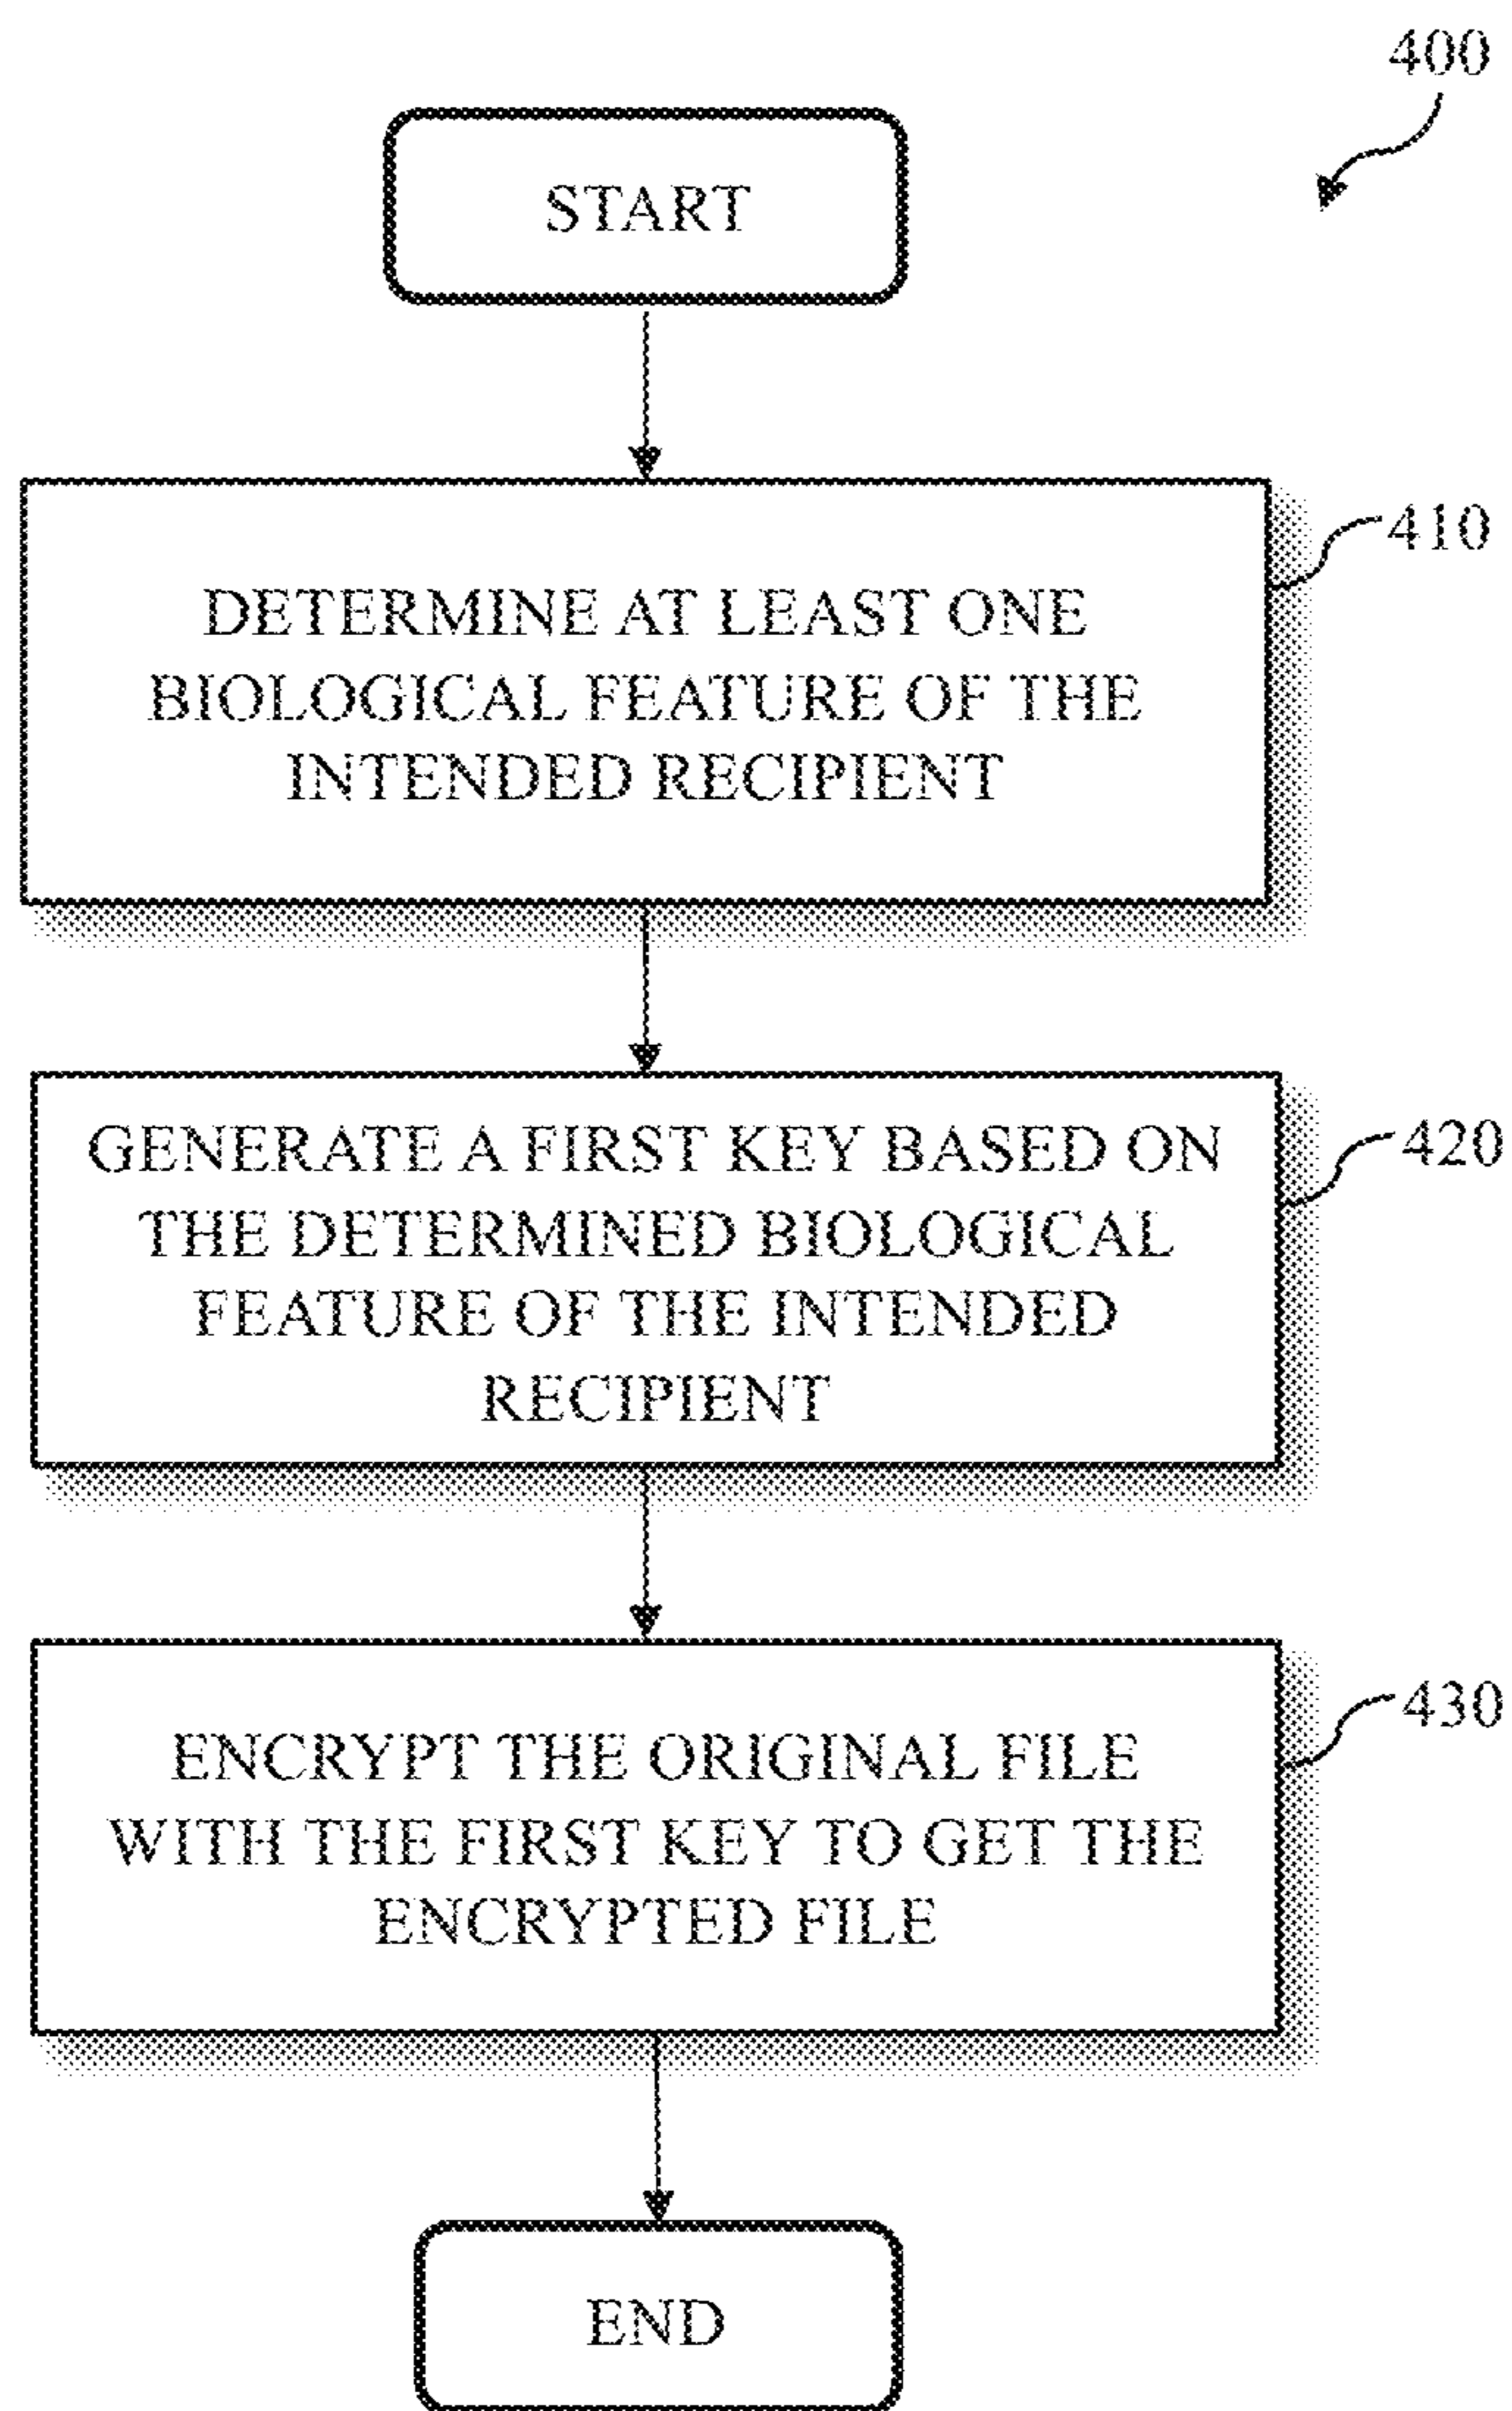 400
START
410
DETERMINE AT LEAST ONE
BIOLOGICAL FEATURE OF THE
INTENDED RECIPIENT
420
GENERATE A FIRST KEY BASED ON
THE DETERMINED BIOLOGICAL
FEATURE OF THE INTENDED
RECIPIENT
430
ENCRYPT THE ORIGINAL FILE
WITH THE FIRST KEY TO GET THE
ENCRYPTED FILE
END